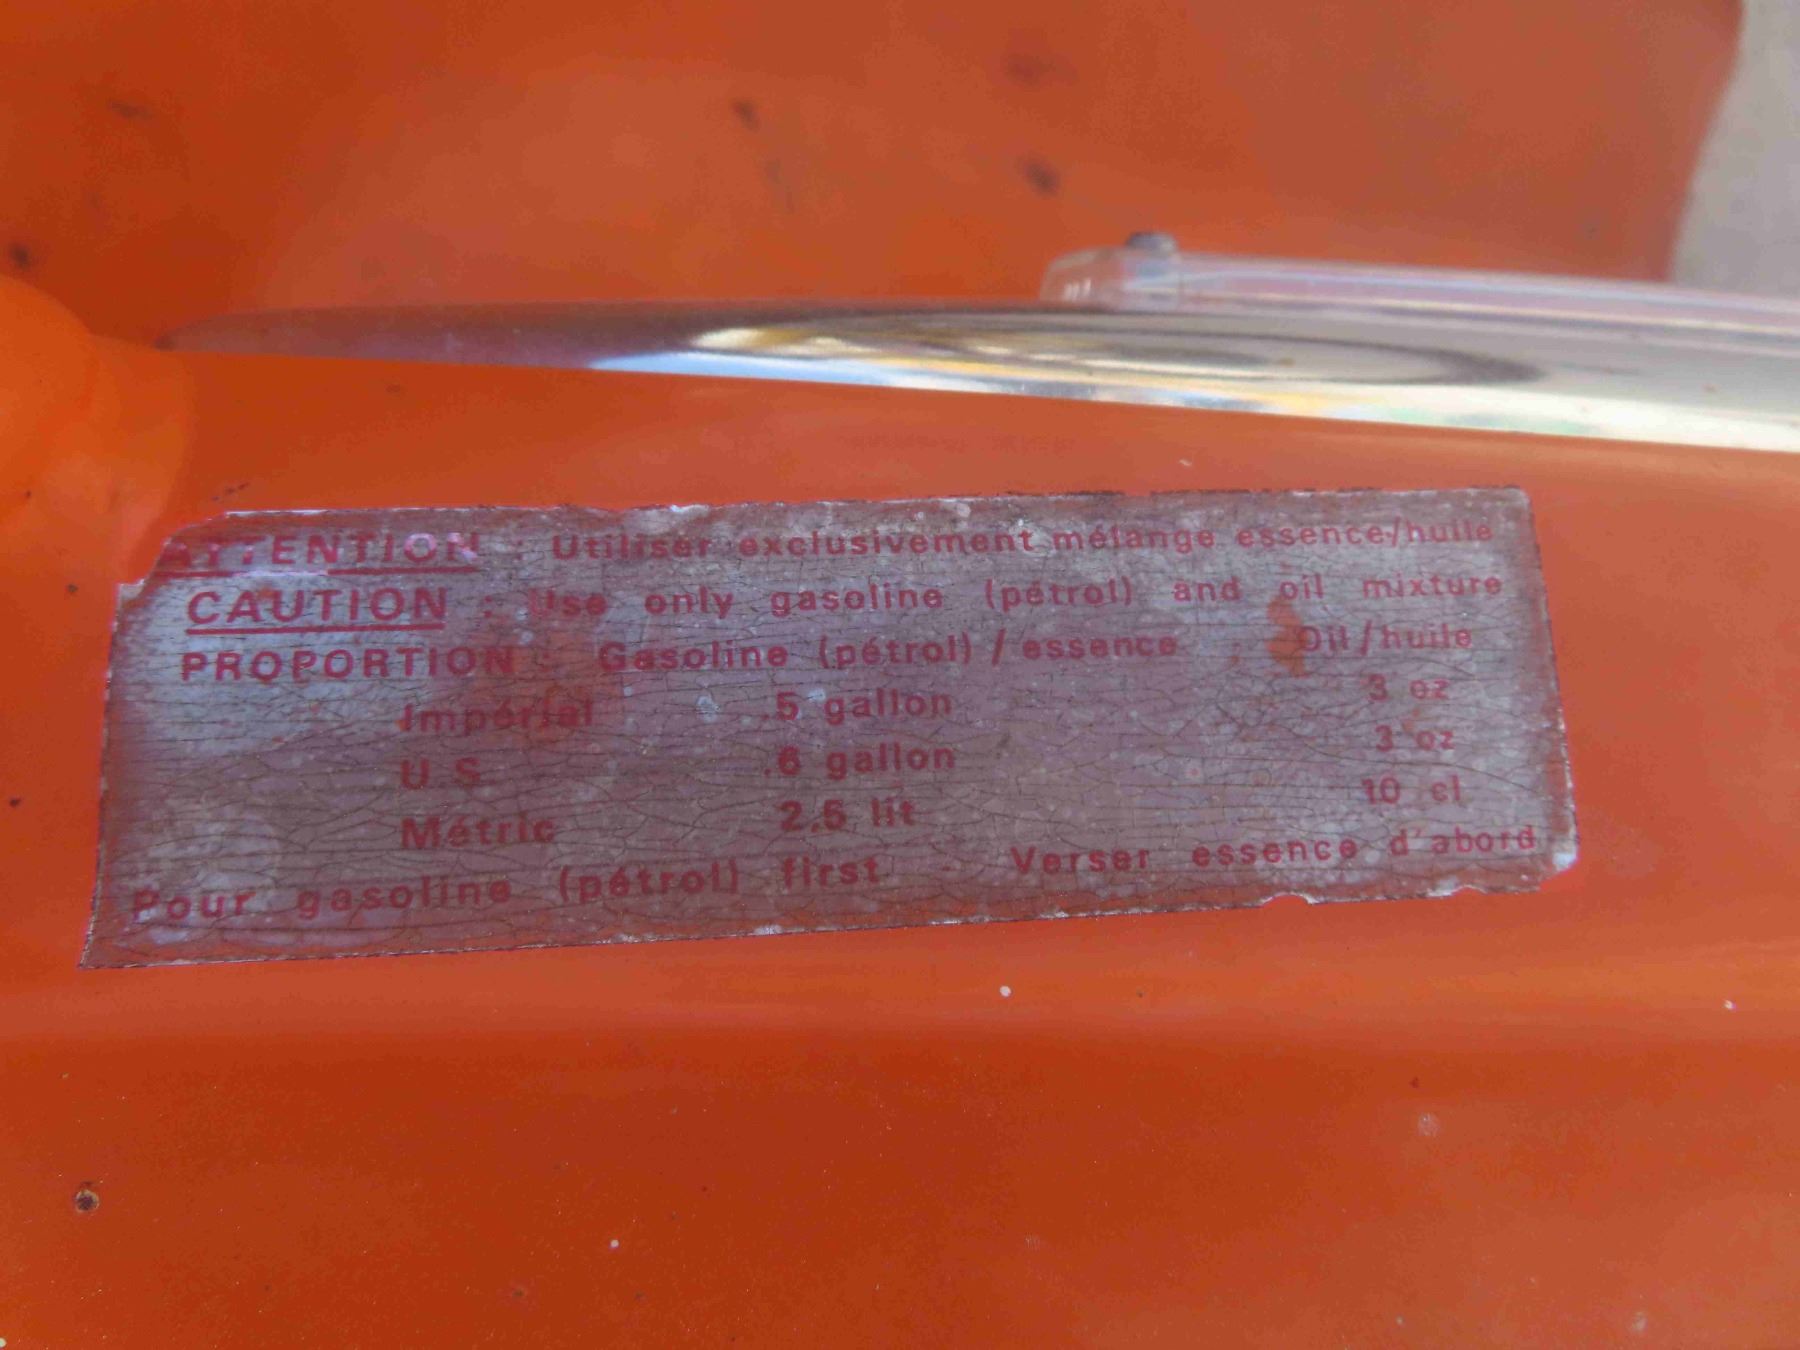 ATTENTION : Utiliser exclusivement mélange essence/huile
CAUTION : Use only gasoline (pétrol) and oil mixture
PROPORTION : Gasoline (pétrol) / essence Oil/huile
Impérial .5 gallon 3 oz
U S .6 gallon 3 oz
Métric 2,5 lit 10 cl
Pour gasoline (pétrol) first - Verser essence d'abord